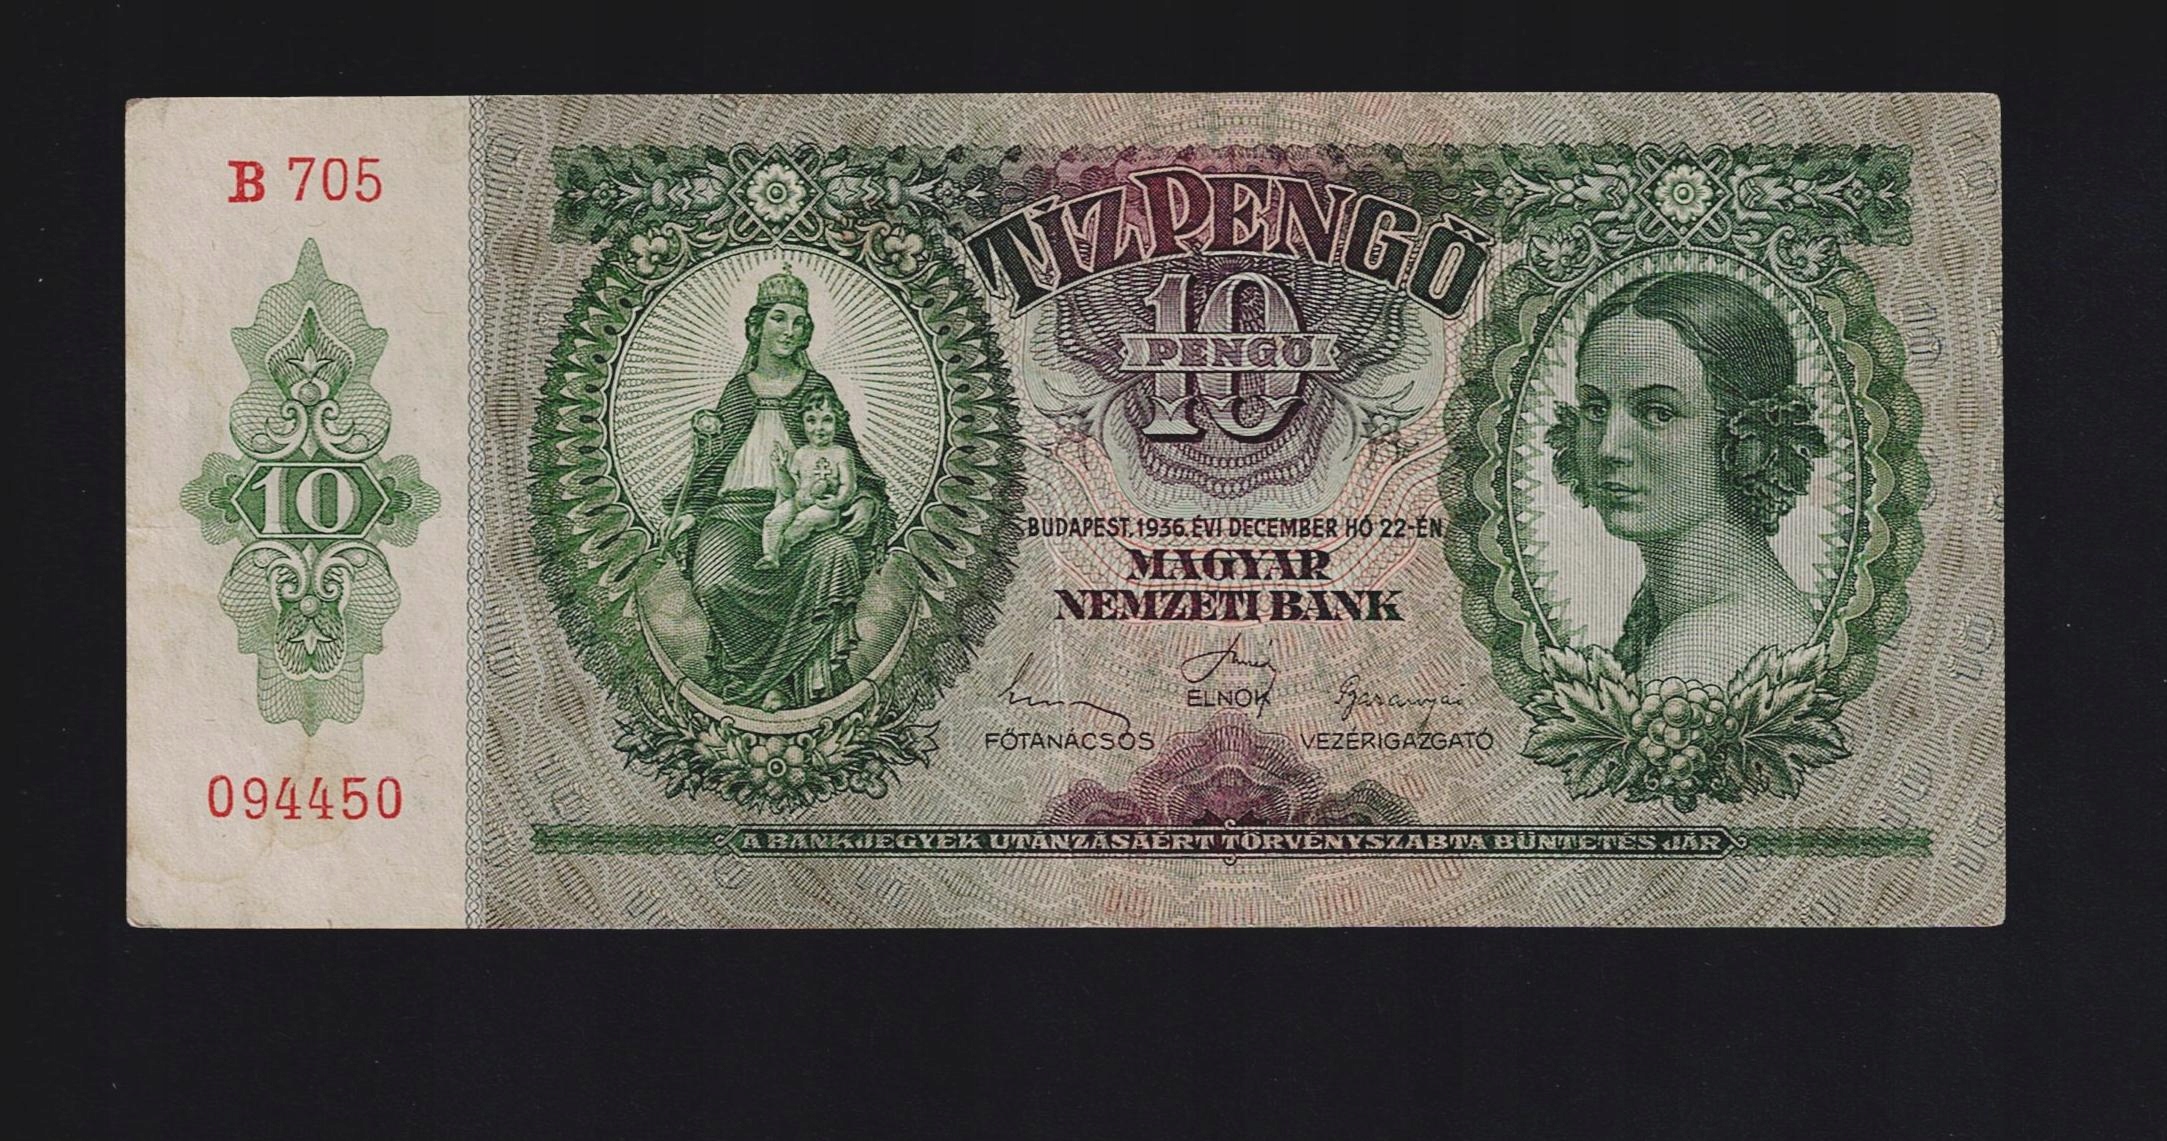 B 705
10
094450
TÍZ PENGŐ
10
PENGŐ
BUDAPEST, 1936. ÉVI DECEMBER HÓ 22-ÉN
MAGYAR
NEMZETI BANK
ELNÖK
FŐTANÁCSOS
VEZÉRIGAZGATÓ
A BANKJEGYEK UTÁNZÁSÁÉRT TÖRVÉNYSZABTA BÜNTETÉS JÁR